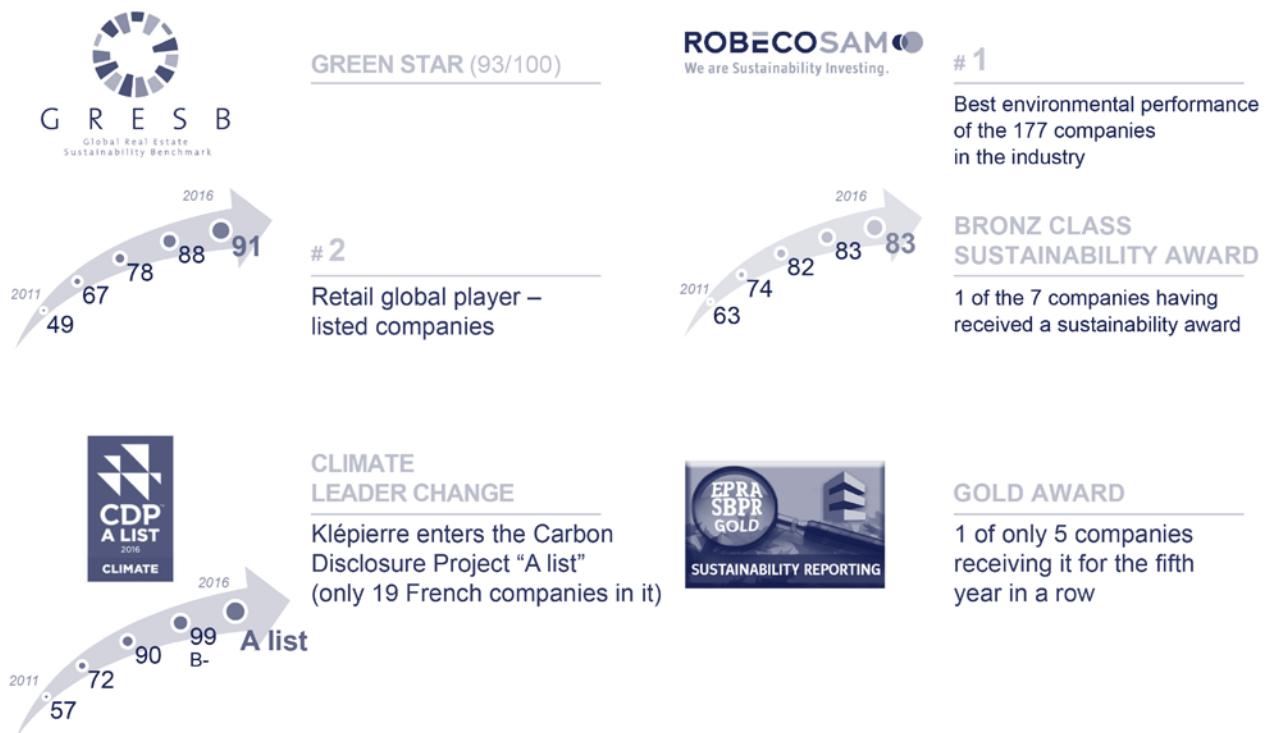 G R E S B
Global Real Estate
Sustainability Benchmark
GREEN STAR (93/100)
2016
2011
49
67
78
88
91
# 2
Retail global player –
listed companies
ROBECOSAM
We are Sustainability Investing.
# 1
Best environmental performance
of the 177 companies
in the industry
2016
2011
63
74
82
83
83
BRONZ CLASS
SUSTAINABILITY AWARD
1 of the 7 companies having
received a sustainability award
CDP
A LIST
2016
CLIMATE
2016
2011
57
72
90
99
B-
A list
CLIMATE
LEADER CHANGE
Klépierre enters the Carbon
Disclosure Project “A list”
(only 19 French companies in it)
EPRA
SBPR
GOLD
SUSTAINABILITY REPORTING
GOLD AWARD
1 of only 5 companies
receiving it for the fifth
year in a row